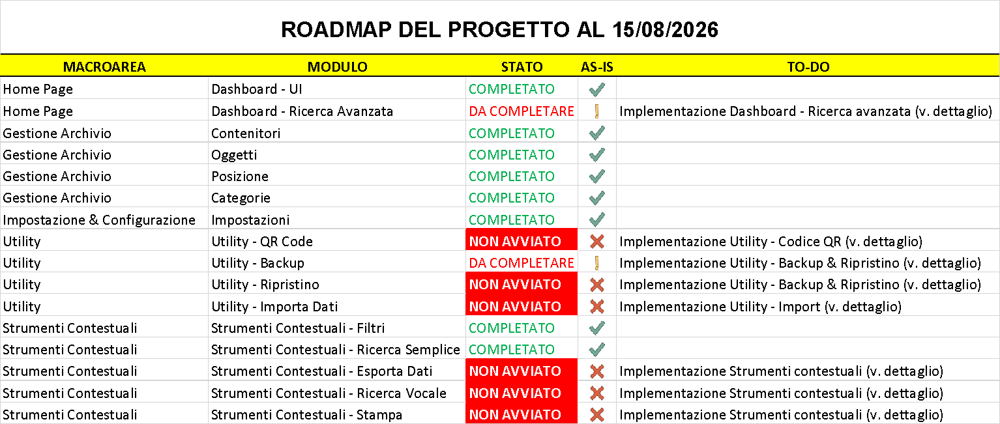 ROADMAP DEL PROGETTO AL 15/08/2026
MACROAREA MODULO STATO AS-IS TO-DO
Home Page Dashboard - UI COMPLETATO
Home Page Dashboard - Ricerca Avanzata DA COMPLETARE Implementazione Dashboard - Ricerca avanzata (v. dettaglio)
Gestione Archivio Contenitori COMPLETATO
Gestione Archivio Oggetti COMPLETATO
Gestione Archivio Posizione COMPLETATO
Gestione Archivio Categorie COMPLETATO
Impostazione & Configurazione Impostazioni COMPLETATO
Utility Utility - QR Code NON AVVIATO Implementazione Utility - Codice QR (v. dettaglio)
Utility Utility - Backup DA COMPLETARE Implementazione Utility - Backup & Ripristino (v. dettaglio)
Utility Utility - Ripristino NON AVVIATO Implementazione Utility - Backup & Ripristino (v. dettaglio)
Utility Utility - Importa Dati NON AVVIATO Implementazione Utility - Import (v. dettaglio)
Strumenti Contestuali Strumenti Contestuali - Filtri COMPLETATO
Strumenti Contestuali Strumenti Contestuali - Ricerca Semplice COMPLETATO
Strumenti Contestuali Strumenti Contestuali - Esporta Dati NON AVVIATO Implementazione Strumenti contestuali (v. dettaglio)
Strumenti Contestuali Strumenti Contestuali - Ricerca Vocale NON AVVIATO Implementazione Strumenti contestuali (v. dettaglio)
Strumenti Contestuali Strumenti Contestuali - Stampa NON AVVIATO Implementazione Strumenti contestuali (v. dettaglio)